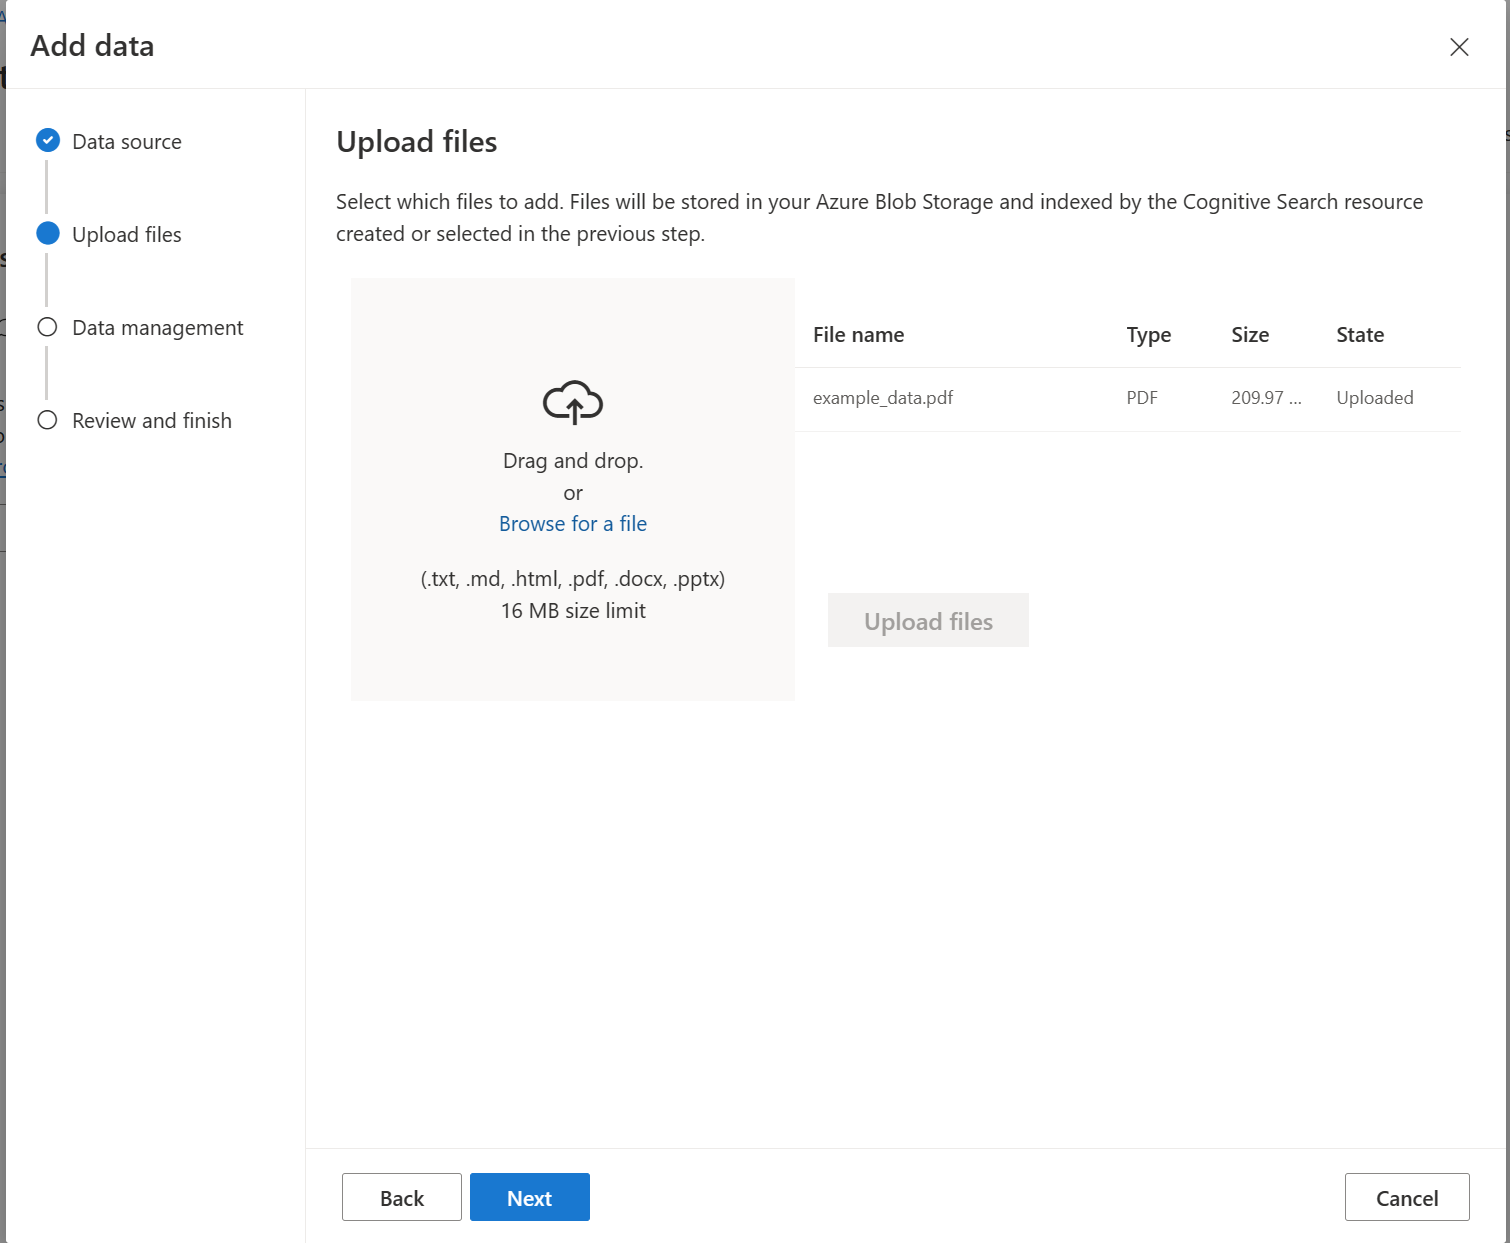 Add data
Data source
Upload files
Data management
Review and finish
Upload files
Select which files to add. Files will be stored in your Azure Blob Storage and indexed by the Cognitive Search resource
created or selected in the previous step.
Drag and drop.
or
Browse for a file
(.txt, .md, .html, .pdf, .docx, .pptx)
16 MB size limit
File name Type Size State
example_data.pdf PDF 209.97 ... Uploaded
Upload files
Back Next Cancel